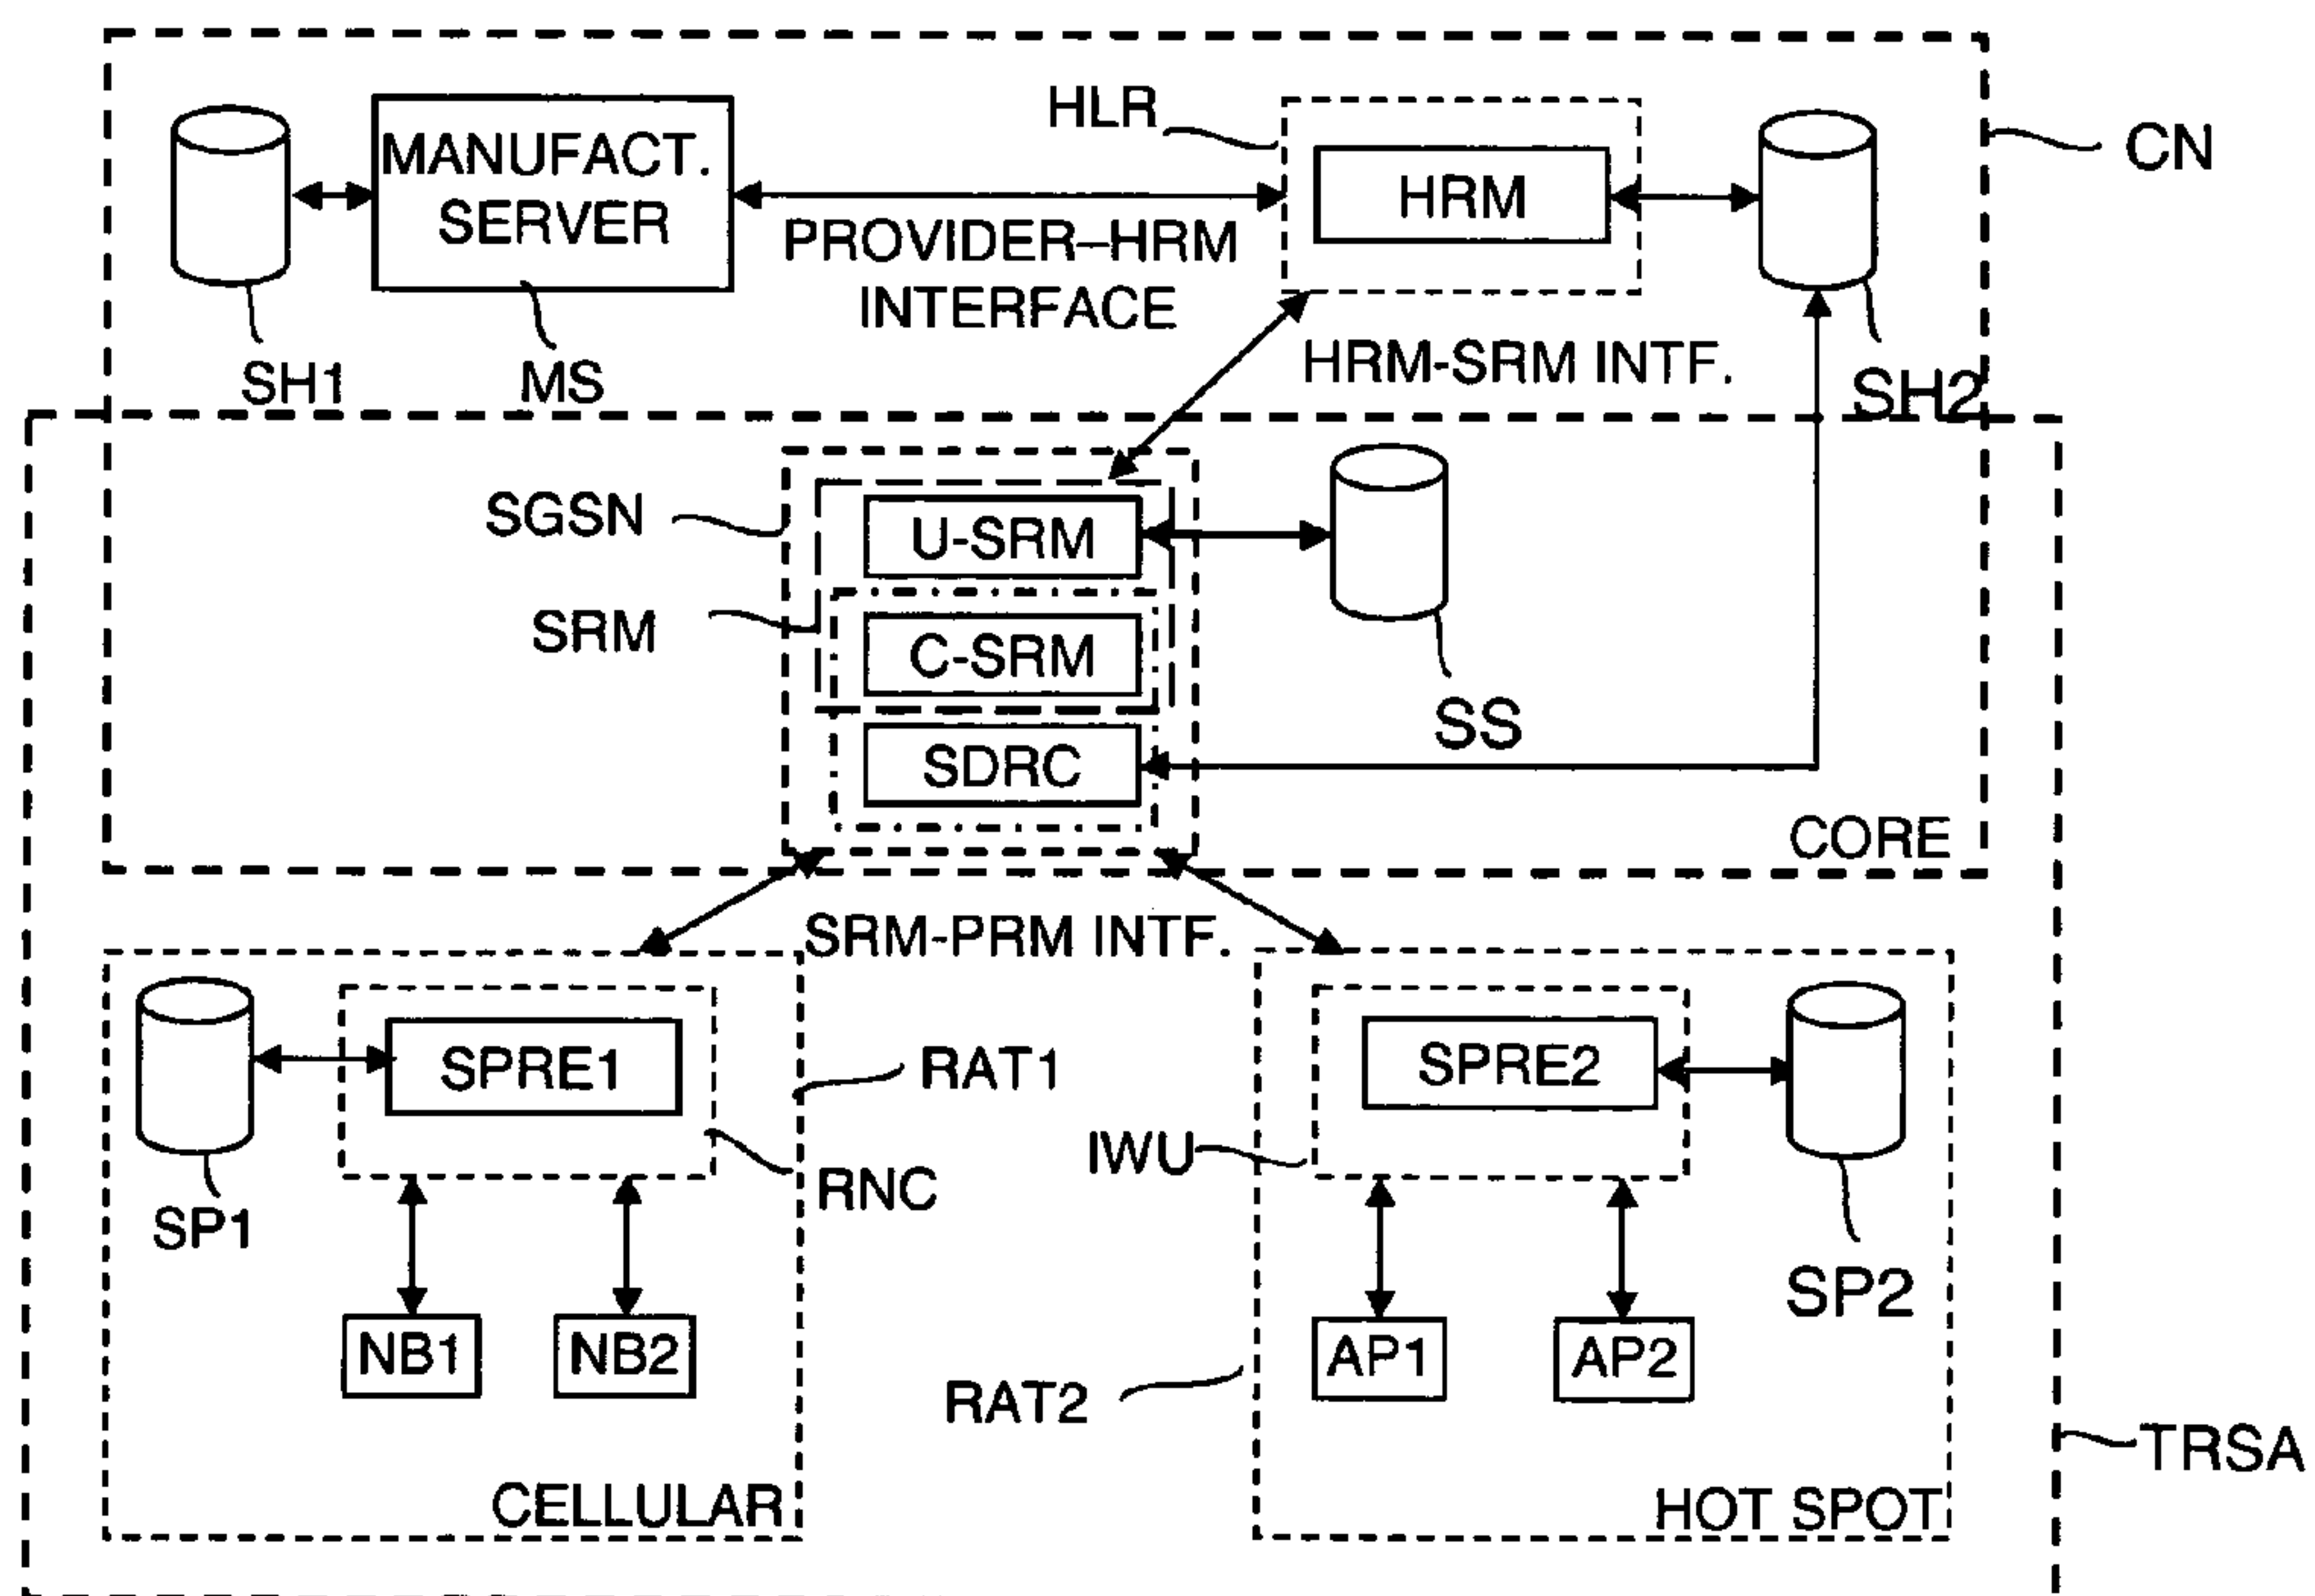 HLR
MANUFACT.
SERVER
HRM
CN
PROVIDER–HRM
INTERFACE
HRM-SRM INTF.
SH1
MS
SH2
SGSN
U-SRM
SRM
C-SRM
SS
SDRC
CORE
SRM-PRM INTF.
SPRE1
RAT1
SPRE2
IWU
RNC
SP1
SP2
NB1
NB2
AP1
AP2
RAT2
TRSA
CELLULAR
HOT SPOT